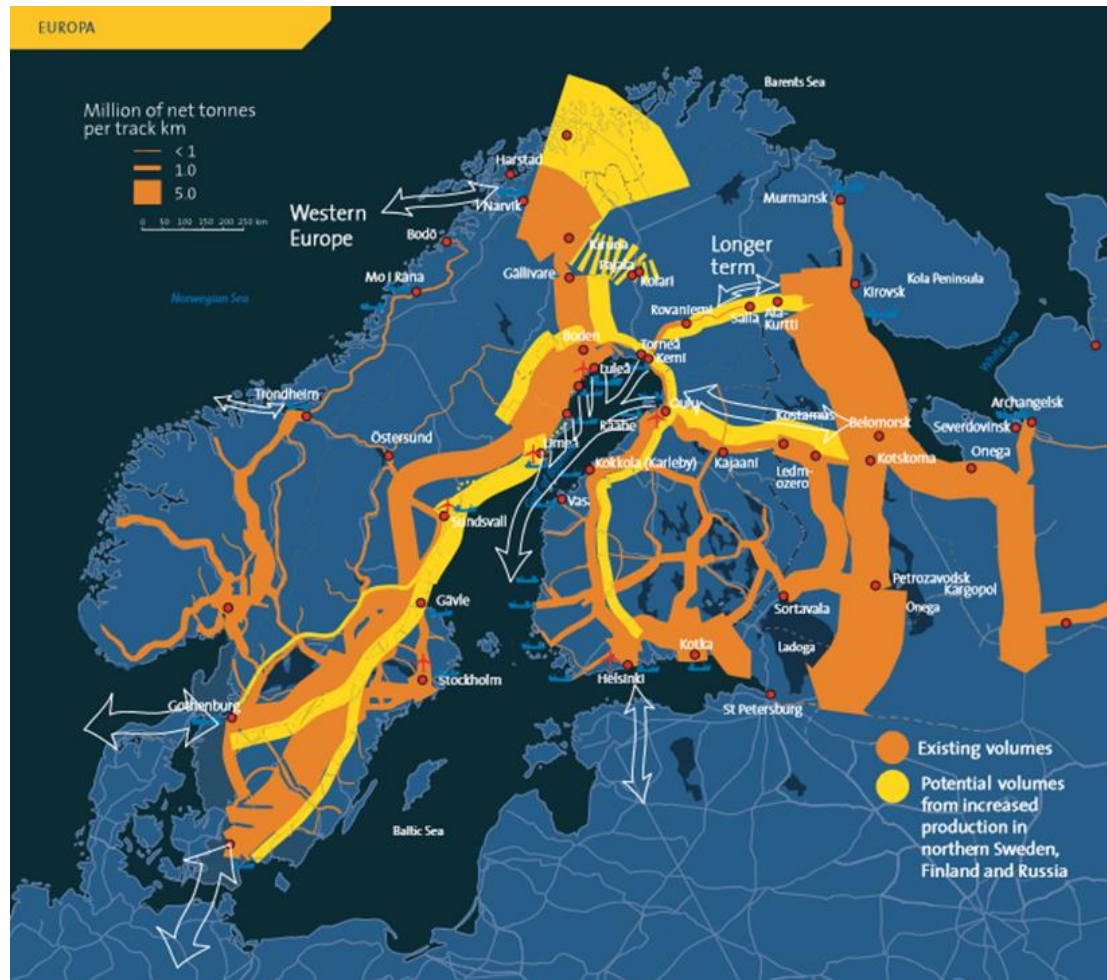 EUROPA
Million of net tonnes
per track km
< 1
1.0
5.0
0 50 100 150 200 250 km
Barents Sea
Harstad
Narvik
Western
Europe
Bodö
Murmansk
Longer
term
Kiruna
Pajala
Kolari
Gällivare
Mo I Rana
Norwegian Sea
Kola Peninsula
Kirovsk
Rovaniemi
Salla
Ala-
Kurtti
White Sea
Boden
Torneå
Kemi
Luleå
Trondheim
Oulu
Kostamus
Archangelsk
Östersund
Raahe
Belomorsk
Severdovinsk
Umeå
Kokkola (Karleby)
Kajaani
Ledm-
ozero
Kotskoma
Onega
Vasa
Sundsvall
Petrozavodsk
Kargopol
Onega
Gävle
Sortavala
Kotka
Ladoga
Stockholm
Helsinki
Gothenburg
St Petersburg
Existing volumes
Potential volumes
from increased
production in
northern Sweden,
Finland and Russia
Baltic Sea